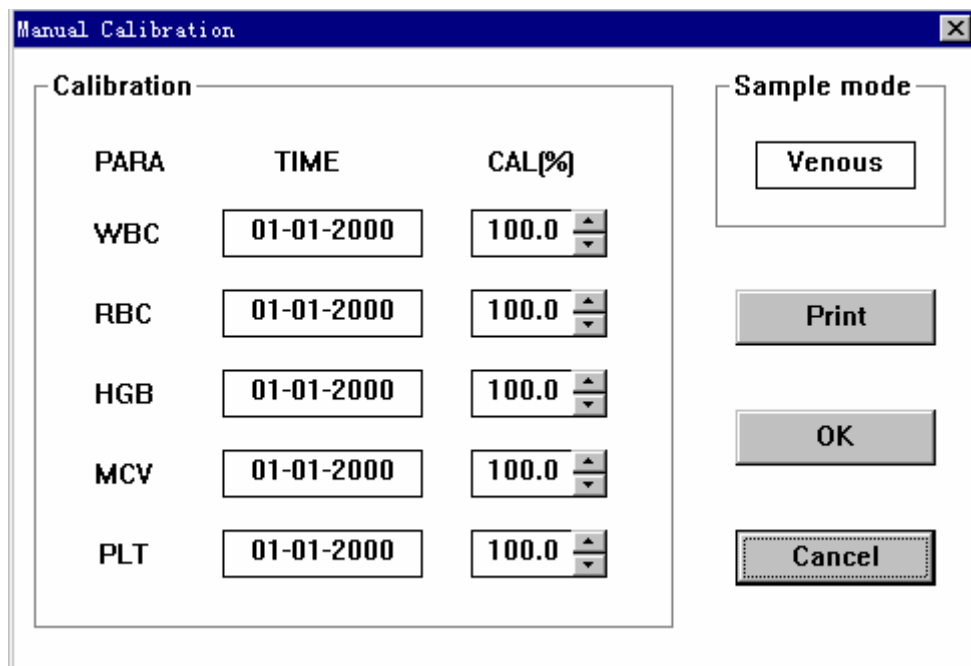 Manual Calibration
Calibration
Sample mode
PARA TIME CAL(%)
Venous
WBC 01-01-2000 100.0
RBC 01-01-2000 100.0
Print
HGB 01-01-2000 100.0
OK
MCV 01-01-2000 100.0
PLT 01-01-2000 100.0
Cancel